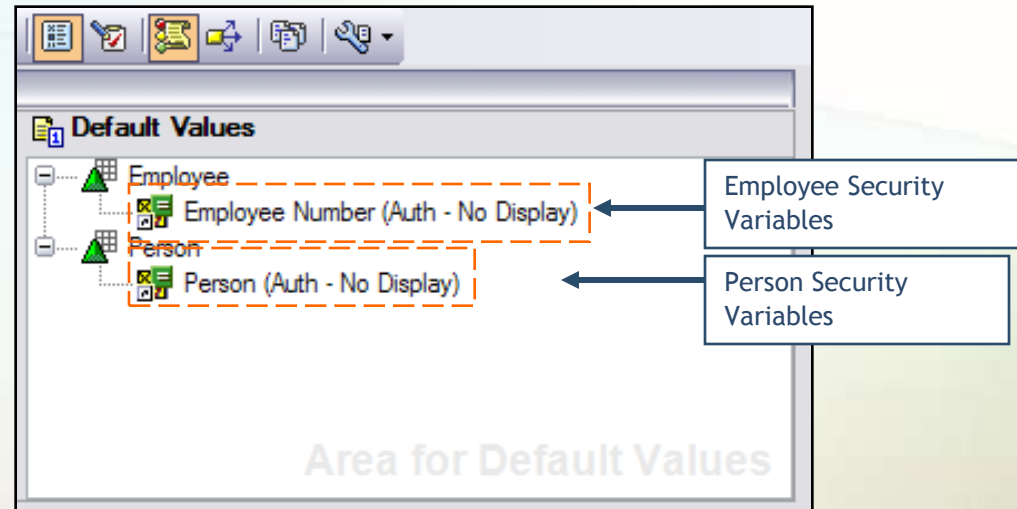 Default Values
Employee
Employee Number (Auth - No Display)
Person
Person (Auth - No Display)
Employee Security
Variables
Person Security
Variables
Area for Default Values